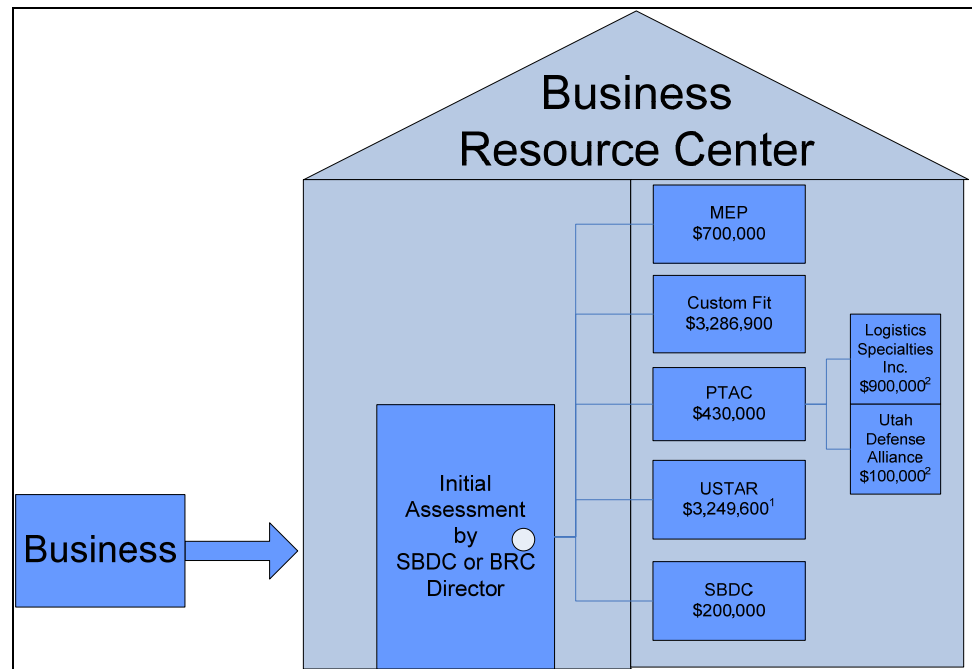 Business
Resource Center
MEP
$700,000
Custom Fit
$3,286,900
Logistics
Specialties
Inc.
$900,000²
PTAC
$430,000
Utah
Defense
Alliance
$100,000²
Initial
Assessment
by
SBDC or BRC
Director
USTAR
$3,249,600¹
Business
SBDC
$200,000